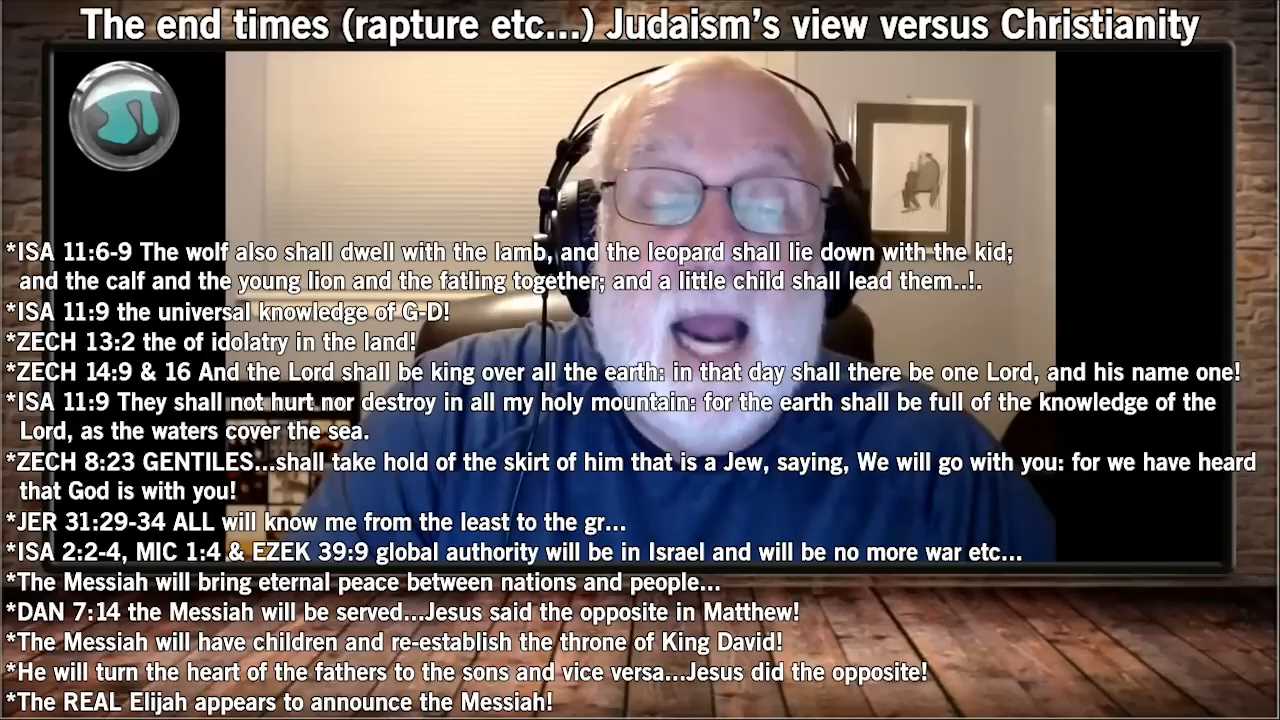 The end times (rapture etc...) Judaism's view versus Christianity
*ISA 11:6-9 The wolf also shall dwell with the lamb, and the leopard shall lie down with the kid;
and the calf and the young lion and the fatling together; and a little child shall lead them..!.
*ISA 11:9 the universal knowledge of G-D!
*ZECH 13:2 the of idolatry in the land!
*ZECH 14:9 & 16 And the Lord shall be king over all the earth: in that day shall there be one Lord, and his name one!
*ISA 11:9 They shall not hurt nor destroy in all my holy mountain: for the earth shall be full of the knowledge of the
Lord, as the waters cover the sea.
*ZECH 8:23 GENTILES...shall take hold of the skirt of him that is a Jew, saying, We will go with you: for we have heard
that God is with you!
*JER 31:29-34 ALL will know me from the least to the gr...
*ISA 2:2-4, MIC 1:4 & EZEK 39:9 global authority will be in Israel and will be no more war etc...
*The Messiah will bring eternal peace between nations and people...
*DAN 7:14 the Messiah will be served...Jesus said the opposite in Matthew!
*The Messiah will have children and re-establish the throne of King David!
*He will turn the heart of the fathers to the sons and vice versa...Jesus did the opposite!
*The REAL Elijah appears to announce the Messiah!